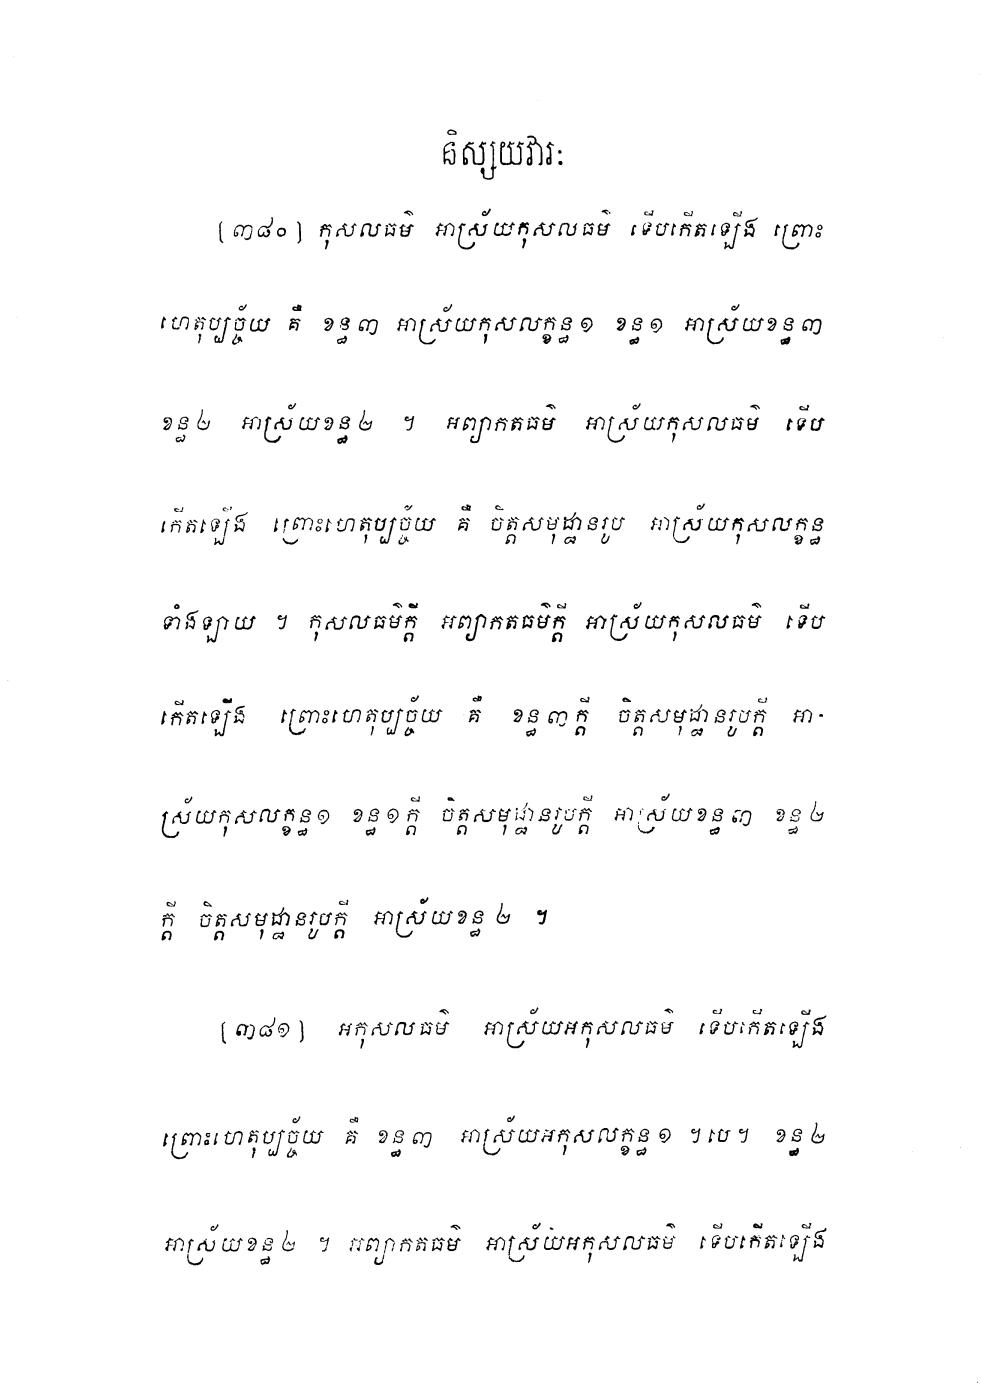 និស្សយវារៈ
(៣៨០) កុសលធម៌ អាស្រ័យកុសលធម៌ ទើបកើតឡើង ព្រោះ
ហេតុប្បច្ច័យ គឺ ខន្ធ៣ អាស្រ័យកុសលក្ខន្ធ១ ខន្ធ១ អាស្រ័យខន្ធ៣
ខន្ធ២ អាស្រ័យខន្ធ២ ។ អព្យាកតធម៌ អាស្រ័យកុសលធម៌ ទើប
កើតឡើង ព្រោះហេតុប្បច្ច័យ គឺ ចិត្តសមុដ្ឋានរូប អាស្រ័យកុសលក្ខន្ធ
ទាំងឡាយ ។ កុសលធម៌ក្តី អព្យាកតធម៌ក្តី អាស្រ័យកុសលធម៌ ទើប
កើតឡើង ព្រោះហេតុប្បច្ច័យ គឺ ខន្ធ៣ក្តី ចិត្តសមុដ្ឋានរូបក្តី អា-
ស្រ័យកុសលក្ខន្ធ១ ខន្ធ១ក្តី ចិត្តសមុដ្ឋានរូបក្តី អាស្រ័យខន្ធ៣ ខន្ធ២
ក្តី ចិត្តសមុដ្ឋានរូបក្តី អាស្រ័យខន្ធ២ ។
(៣៨១) អកុសលធម៌ អាស្រ័យអកុសលធម៌ ទើបកើតឡើង
ព្រោះហេតុប្បច្ច័យ គឺ ខន្ធ៣ អាស្រ័យអកុសលក្ខន្ធ១ ។បេ។ ខន្ធ២
អាស្រ័យខន្ធ២ ។ អព្យាកតធម៌ អាស្រ័យអកុសលធម៌ ទើបកើតឡើង